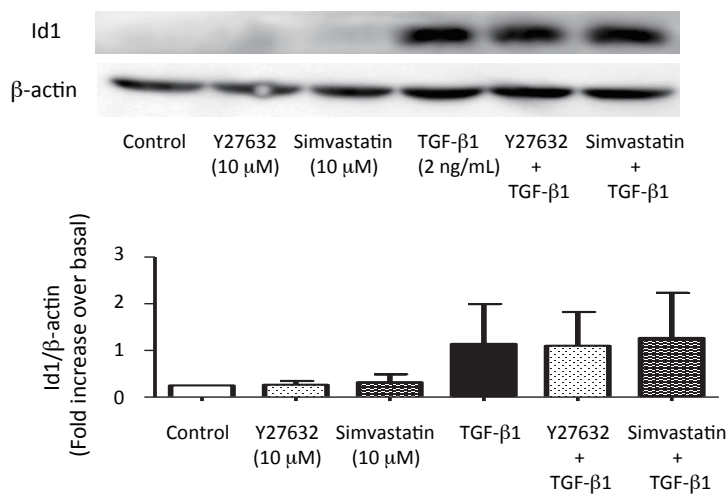 Id1
β-actin
Control Y27632 Simvastatin TGF-β1 Y27632 Simvastatin
(10 μM) (10 μM) (2 ng/mL) + +
TGF-β1 TGF-β1
Id1/β-actin
(Fold increase over basal)
3
2
1
0
Control Y27632 Simvastatin TGF-β1 Y27632 Simvastatin
(10 μM) (10 μM) + +
TGF-β1 TGF-β1